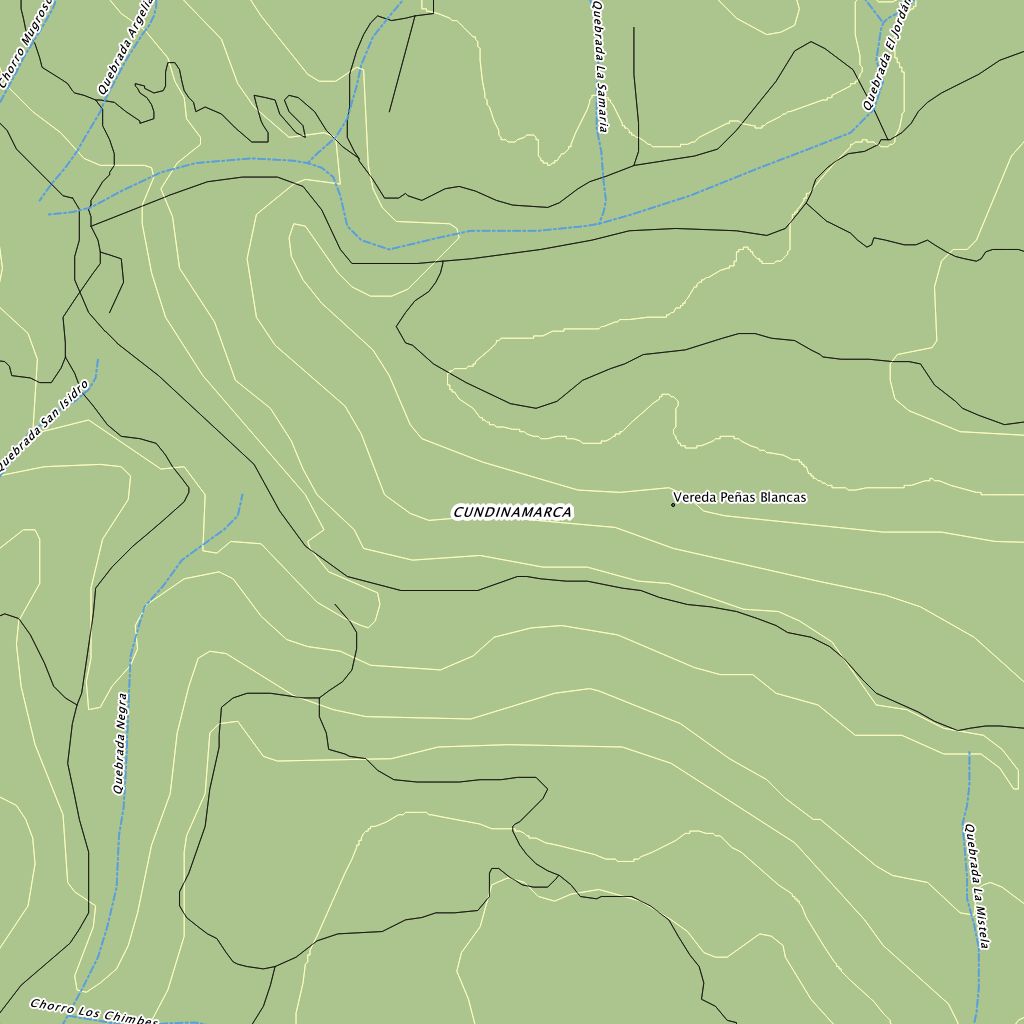 Chorro Mugroso
Quebrada Argelia
Quebrada La Samaria
Quebrada El Jordán
Quebrada San Isidro
Vereda Peñas Blancas
CUNDINAMARCA
Quebrada Negra
Quebrada La Mistela
Chorro Los Chimbes